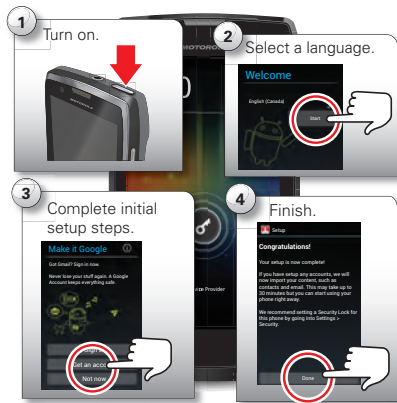 1
Turn on.
MOTOROLA
2
Select a language.
Welcome
English (Canada)
Start
3
Complete initial
setup steps.
Make it Google
Got Gmail? Sign in now.
Never lose your stuff again. A Google
Account keeps everything safe.
Sign in
Get an account
Not now
Service Provider
4
Finish.
Setup
Congratulations!
Your setup is now complete!
If you have setup any accounts, we will
now import your content, such as
contacts and email. This may take up to
30 minutes but you can start using your
phone right away.
We recommend setting a Security Lock for
this phone by going into Settings >
Security.
Done